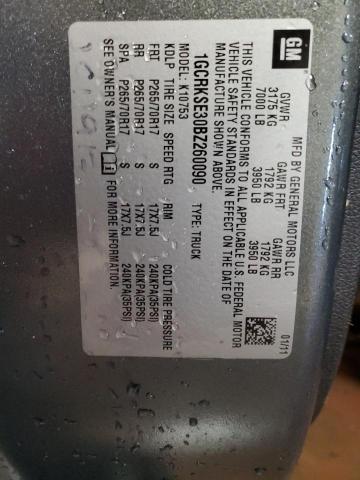 GM
MFD BY GENERAL MOTORS LLC
01/11
GVWR GAWR FRT GAWR RR
3175 KG 1792 KG 1792 KG
7000 LB 3950 LB 3950 LB
THIS VEHICLE CONFORMS TO ALL APPLICABLE U.S. FEDERAL MOTOR
VEHICLE SAFETY STANDARDS IN EFFECT ON THE DATE OF
MANUFACTURE SHOWN ABOVE.
1GCRKSE30BZ260090 TYPE: TRUCK
MODEL: K10753
KDLP TIRE SIZE SPEED RTG RIM COLD TIRE PRESSURE
FRT P265/70R17 S 17X7.5J 240KPA(35PSI)
RR P265/70R17 S 17X7.5J 240KPA(35PSI)
SPA P265/70R17 S 17X7.5J 240KPA(35PSI)
SEE OWNER'S MANUAL FOR MORE INFORMATION.